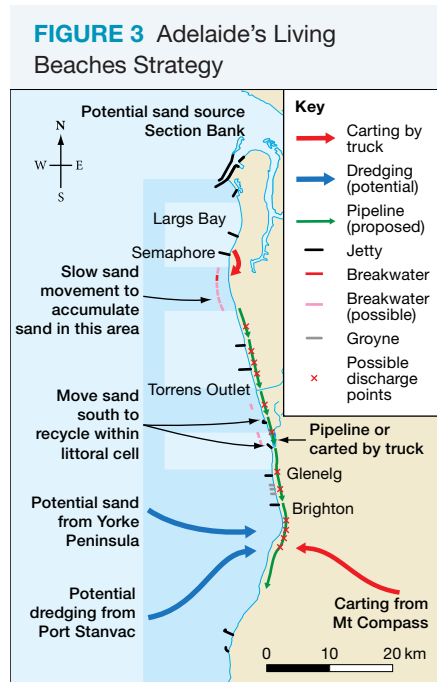 FIGURE 3 Adelaide's Living
Beaches Strategy
Potential sand source
Section Bank
N
W
E
S
Largs Bay
Semaphore
Slow sand
movement to
accumulate
sand in this area
Torrens Outlet
Move sand
south to
recycle within
littoral cell
Pipeline or
carted by truck
Glenelg
Brighton
Potential sand
from Yorke
Peninsula
Potential
dredging from
Port Stanvac
Carting from
Mt Compass
0 10 20 km
Key
Carting by
truck
Dredging
(potential)
Pipeline
(proposed)
Jetty
Breakwater
Breakwater
(possible)
Groyne
Possible
discharge
points